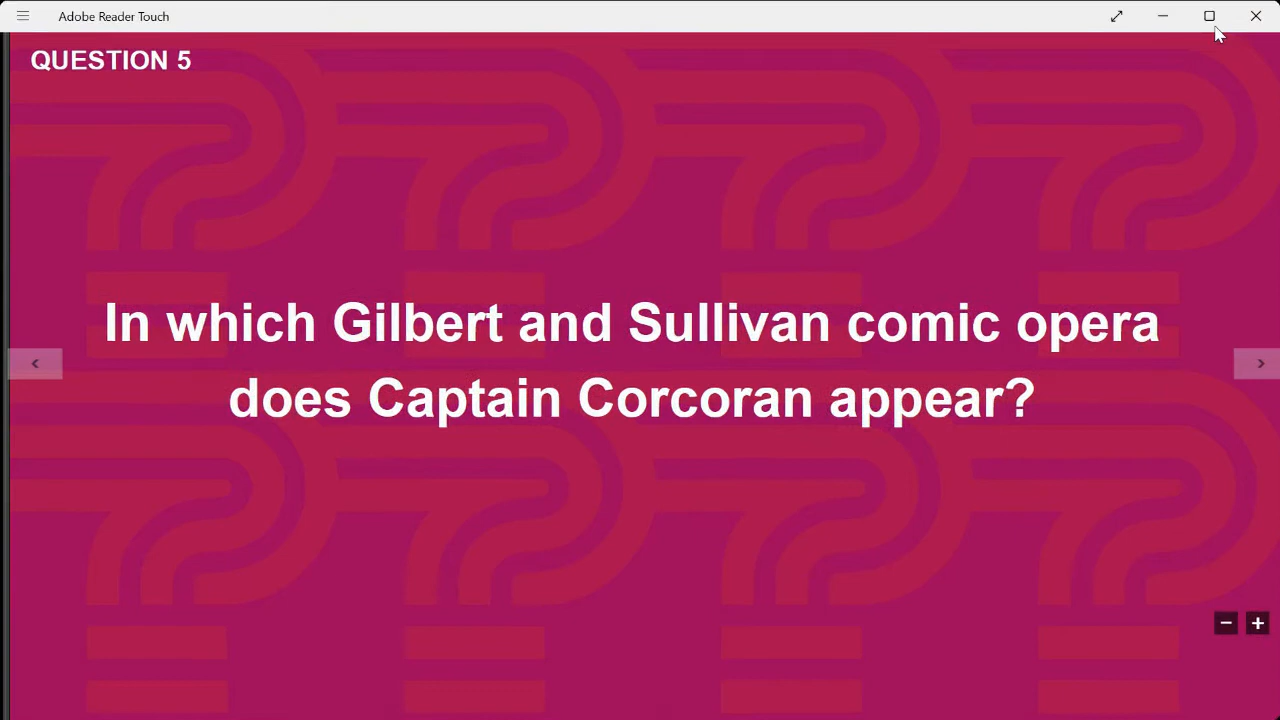 Adobe Reader Touch
QUESTION 5
In which Gilbert and Sullivan comic opera
does Captain Corcoran appear?